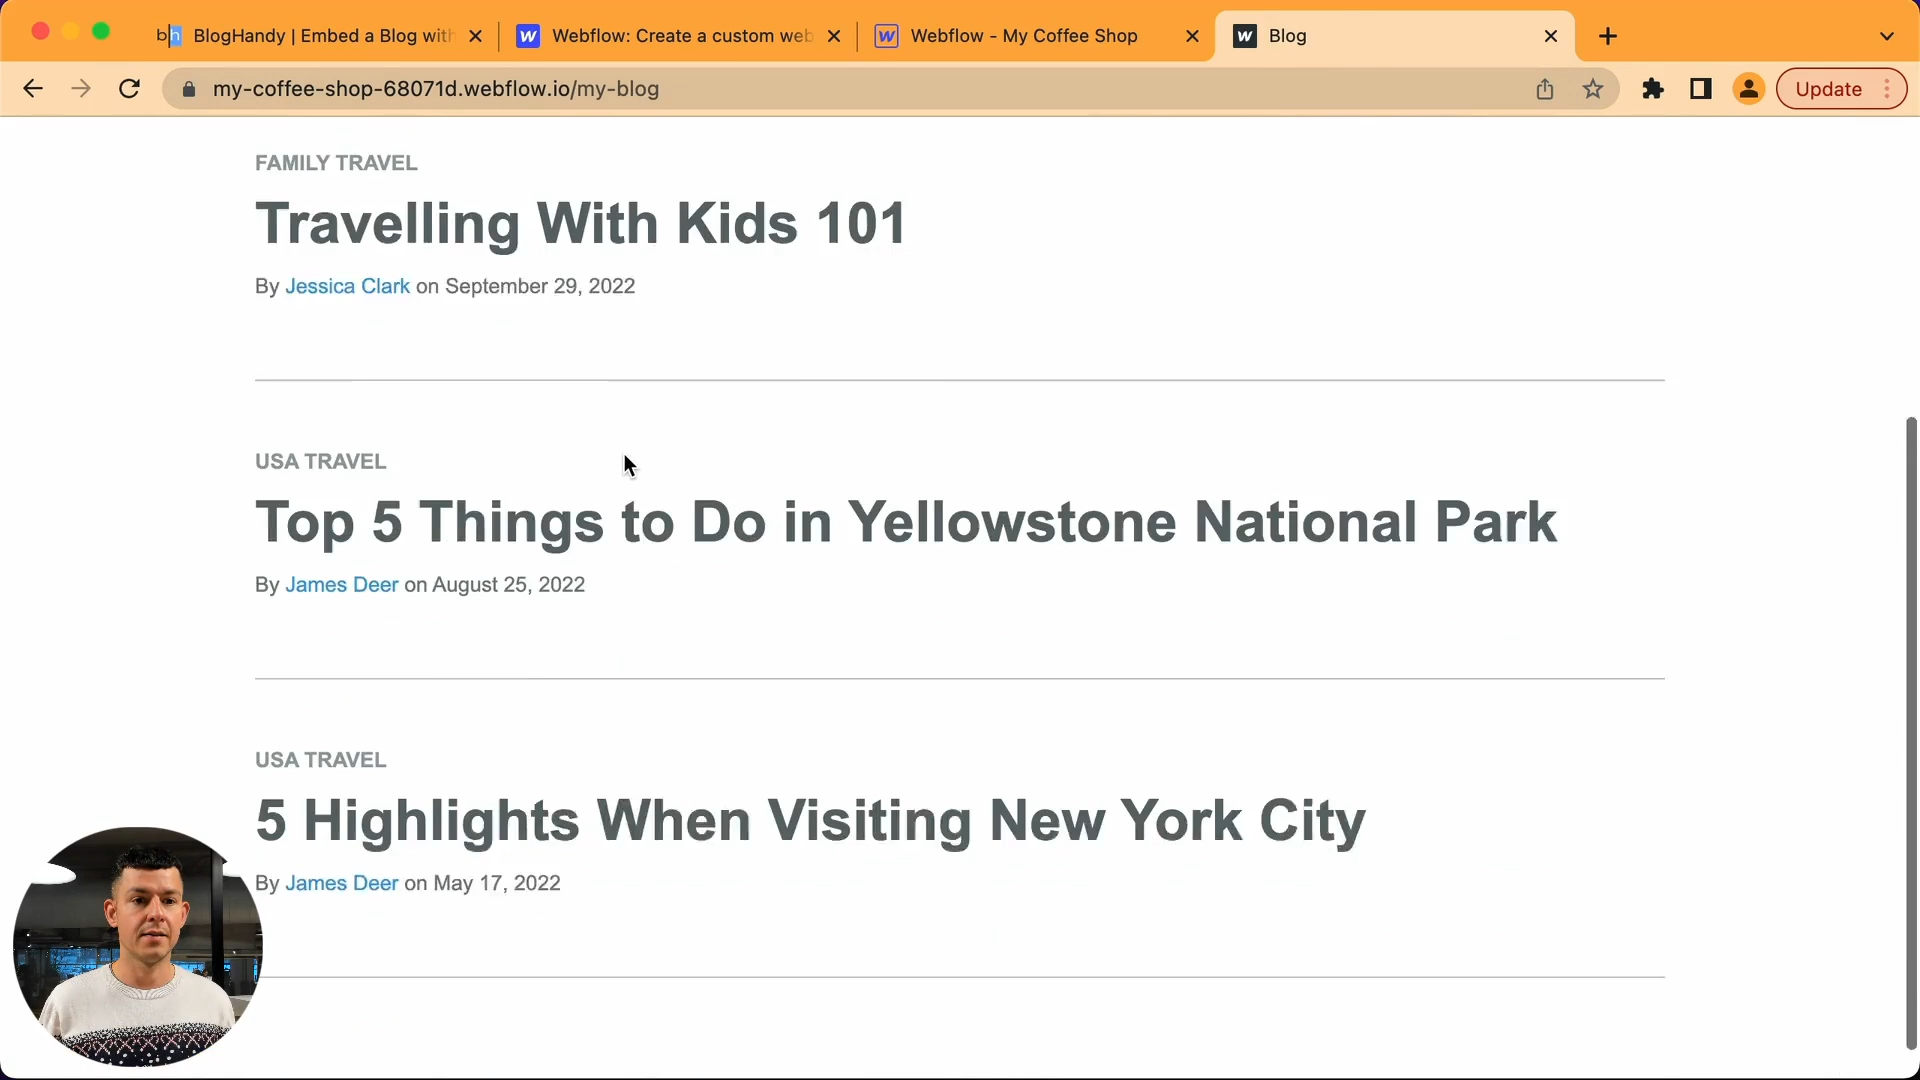 bh BlogHandy | Embed a Blog with
Webflow: Create a custom web
Webflow - My Coffee Shop
Blog
my-coffee-shop-68071d.webflow.io/my-blog
Update
FAMILY TRAVEL
Travelling With Kids 101
By Jessica Clark on September 29, 2022
USA TRAVEL
Top 5 Things to Do in Yellowstone National Park
By James Deer on August 25, 2022
USA TRAVEL
5 Highlights When Visiting New York City
By James Deer on May 17, 2022